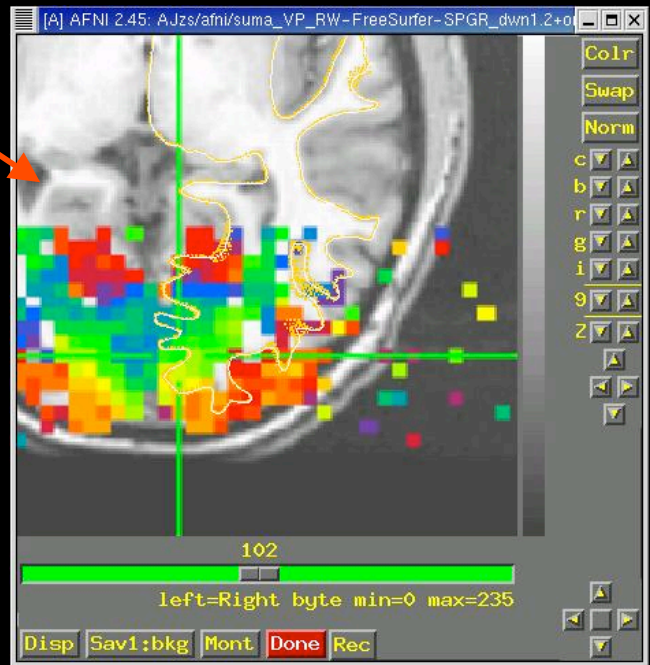 [A] AFNI 2.45: AJzs/afni/suma_VP_RW-FreeSurfer-SPGR_dwn1.2+o
Colr
Swap
Norm
c
b
r
g
i
9
Z
102
left=Right byte min=0 max=235
Disp Sav1:bkg Mont Done Rec